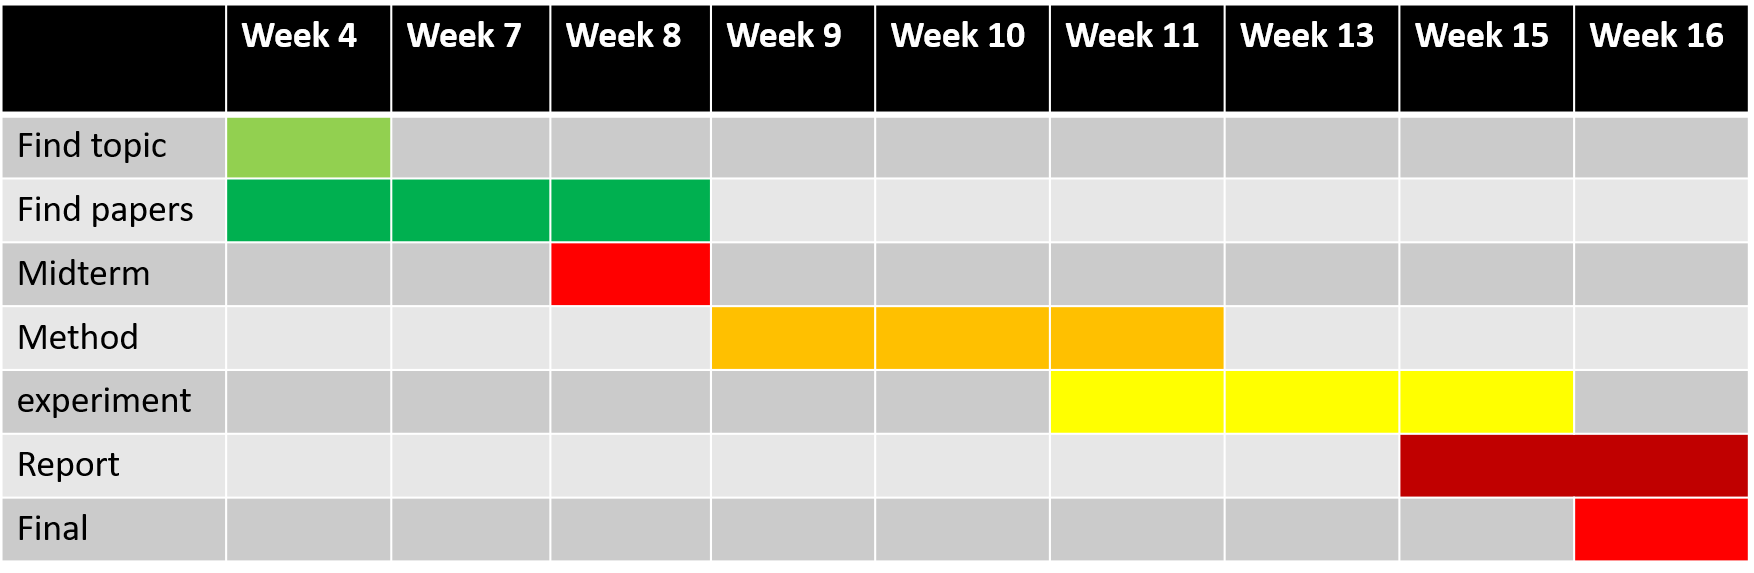 Week 4 Week 7 Week 8 Week 9 Week 10 Week 11 Week 13 Week 15 Week 16
Find topic
Find papers
Midterm
Method
experiment
Report
Final